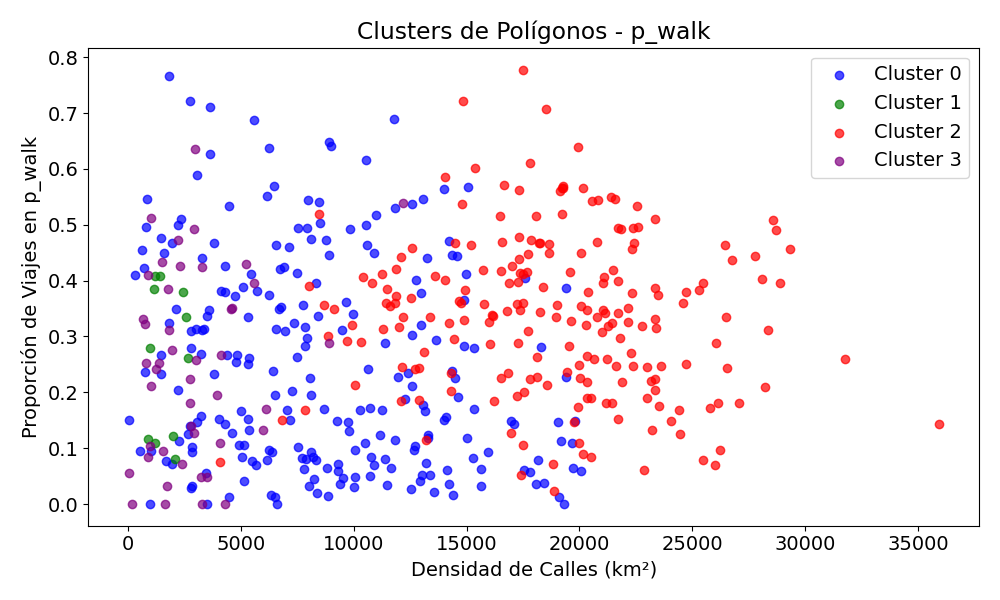 Clusters de Polígonos - p_walk
Proporción de Viajes en p_walk
0.8
0.7
0.6
0.5
0.4
0.3
0.2
0.1
0.0
Cluster 0
Cluster 1
Cluster 2
Cluster 3
0 5000 10000 15000 20000 25000 30000 35000
Densidad de Calles (km²)